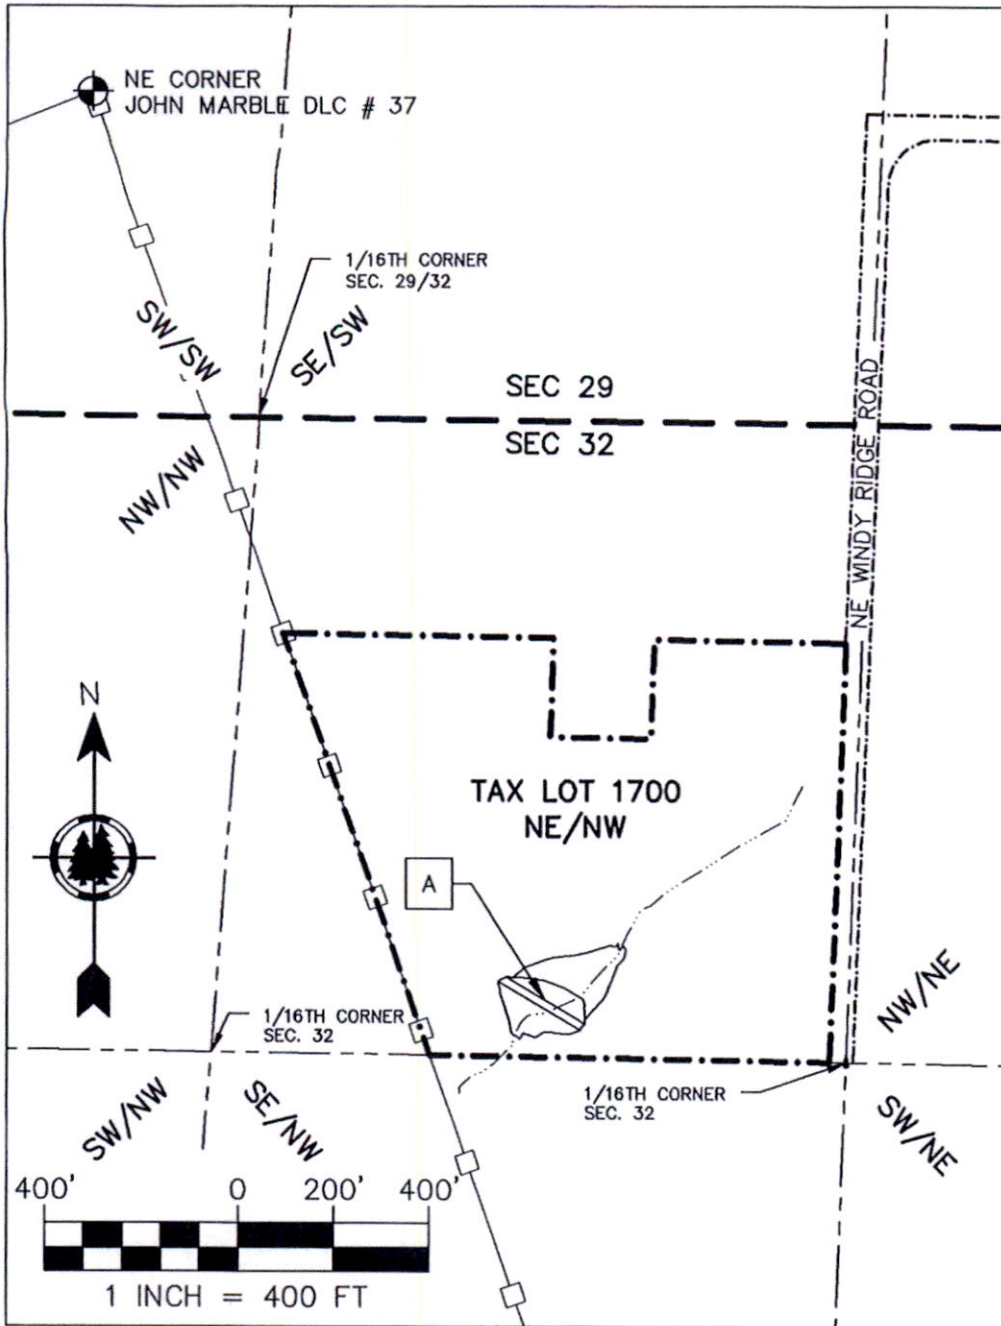 NE CORNER
JOHN MARBLE DLC # 37
1/16TH CORNER
SEC. 29/32
SW/SW
SE/SW
SEC 29
SEC 32
NW/NW
NE WINDY RIDGE ROAD
N
TAX LOT 1700
NE/NW
A
NW/NE
1/16TH CORNER
SEC. 32
1/16TH CORNER
SEC. 32
SW/NW
SE/NW
SW/NE
400' 0 200' 400'
1 INCH = 400 FT